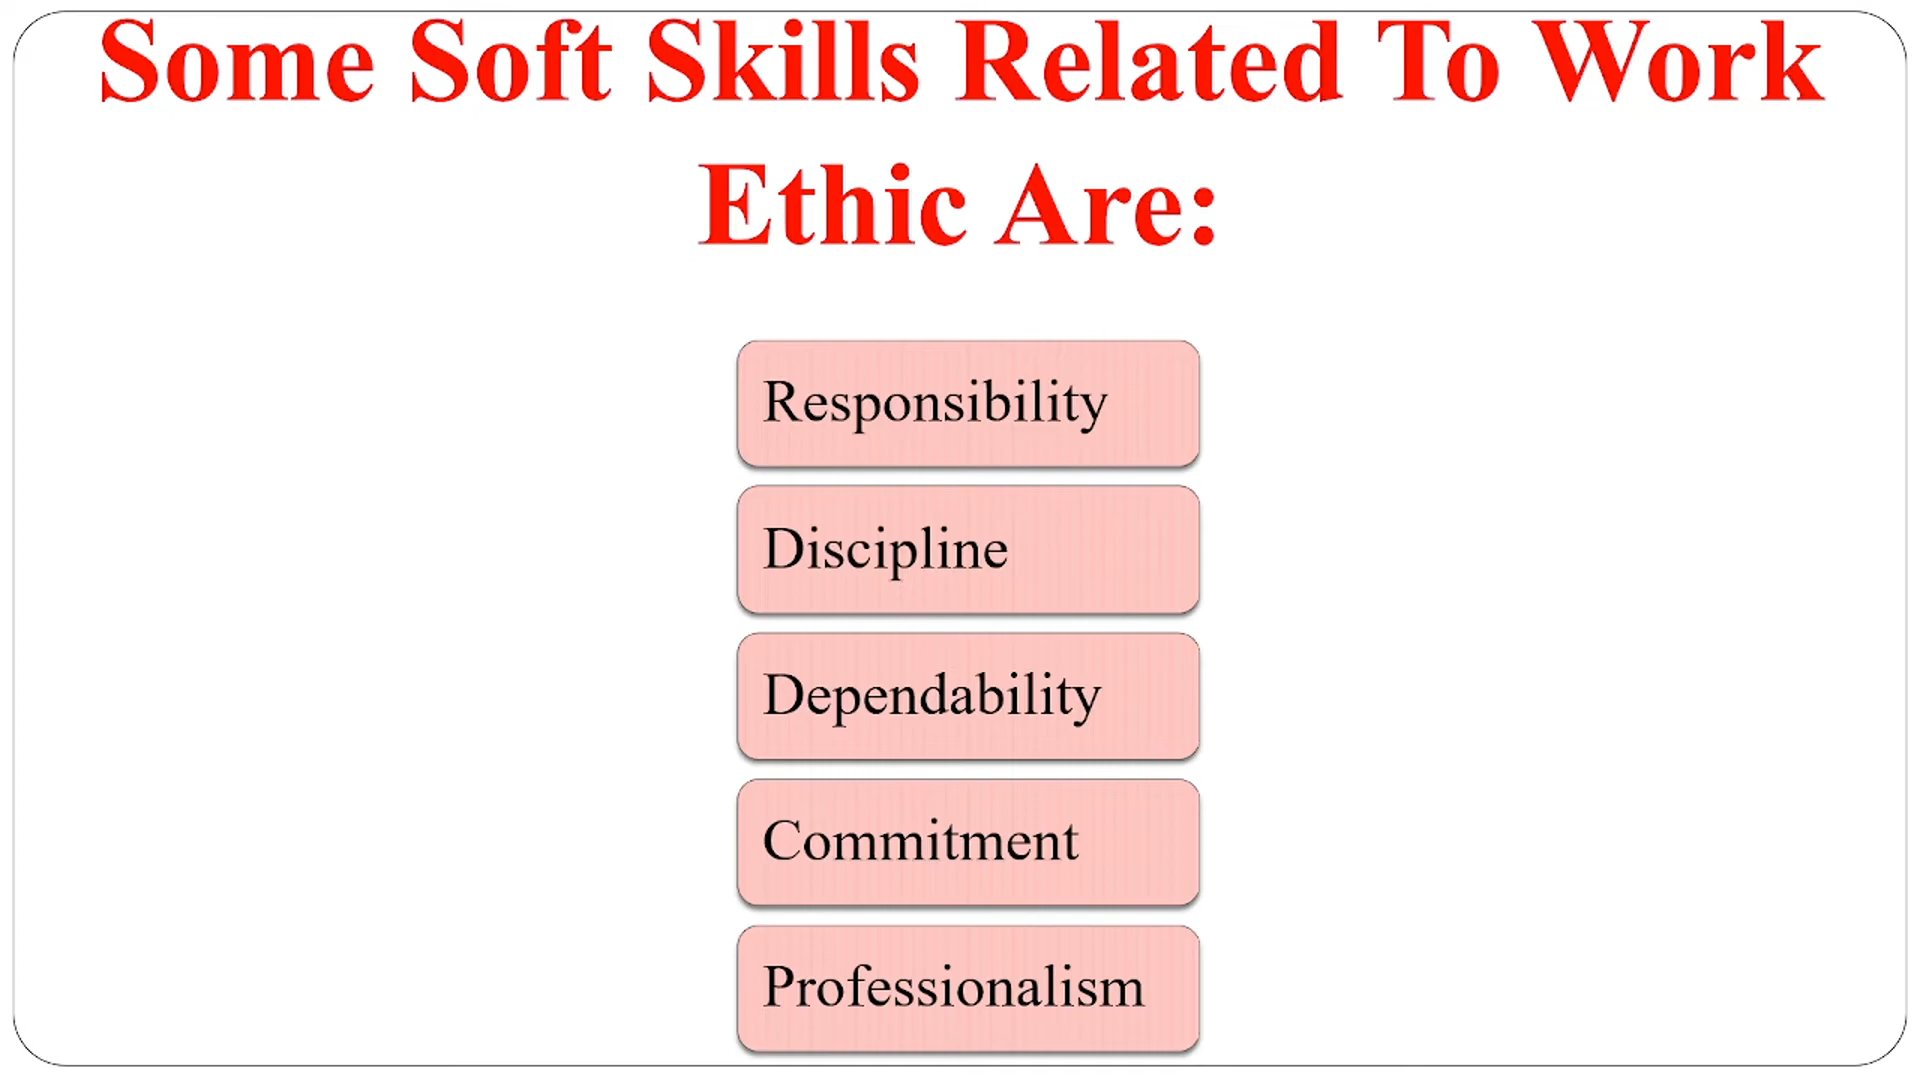 Some Soft Skills Related To Work
Ethic Are:
Responsibility
Discipline
Dependability
Commitment
Professionalism